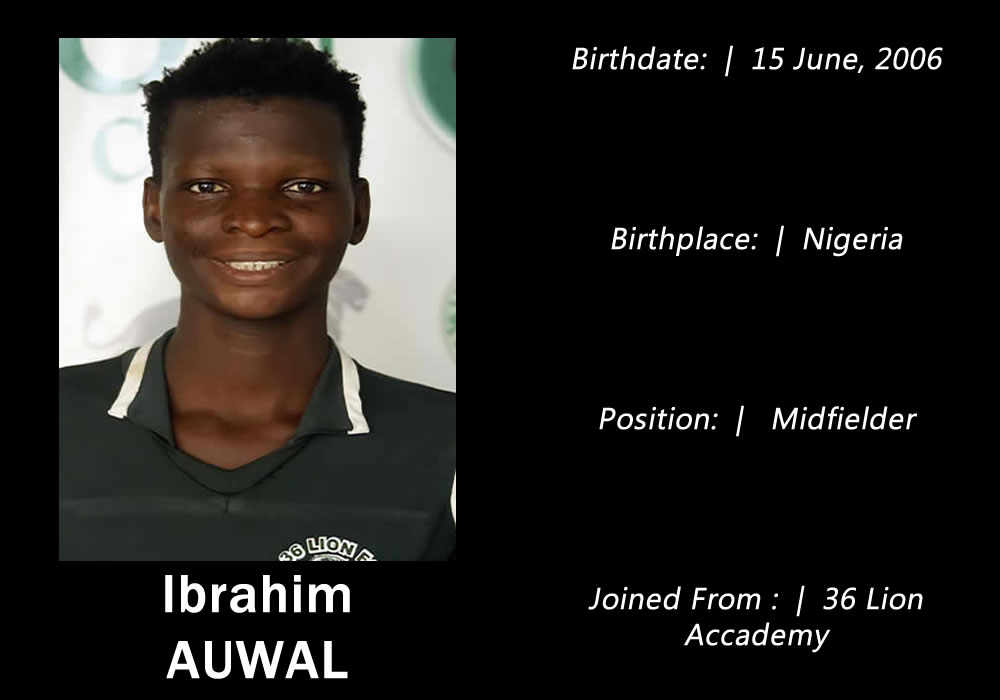 Birthdate: | 15 June, 2006
Birthplace: | Nigeria
Position: | Midfielder
Joined From : | 36 Lion
Accademy
36 LION
Ibrahim
AUWAL